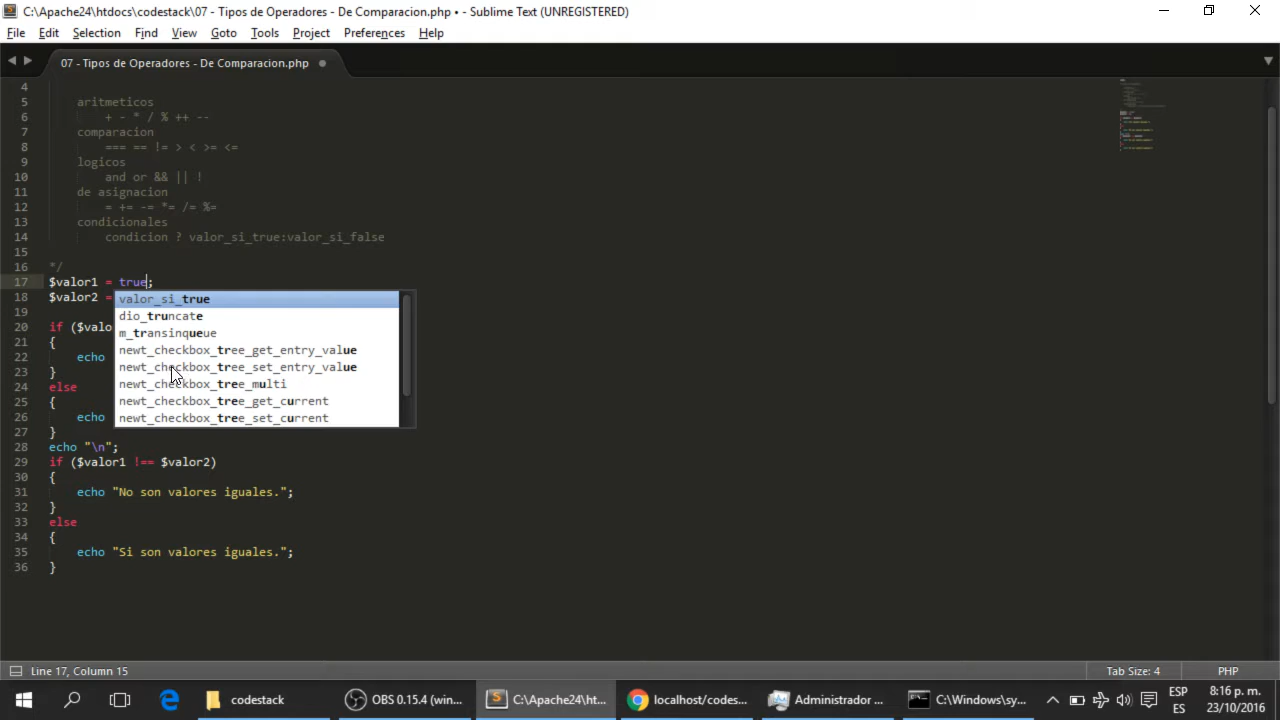 C:\Apache24\htdocs\codestack\07 - Tipos de Operadores - De Comparacion.php • - Sublime Text (UNREGISTERED)
File Edit Selection Find View Goto Tools Project Preferences Help
07 - Tipos de Operadores - De Comparacion.php
4
5 aritmeticos
6 + - * / % ++ --
7 comparacion
8 === == != > < >= <=
9 logicos
10 and or && || !
11 de asignacion
12 = += -= *= /= %=
13 condicionales
14 condicion ? valor_si_true:valor_si_false
15
16 */
17 $valor1 = true;
18 $valor2 =
valor_si_true
19
dio_truncate
20 if ($valo
m_transinqueue
21 {
newt_checkbox_tree_get_entry_value
22 echo
newt_checkbox_tree_set_entry_value
23 }
newt_checkbox_tree_multi
24 else
newt_checkbox_tree_get_current
25 {
newt_checkbox_tree_set_current
26 echo
27 }
28 echo "\n";
29 if ($valor1 !== $valor2)
30 {
31 echo "No son valores iguales.";
32 }
33 else
34 {
35 echo "Si son valores iguales.";
36 }
Line 17, Column 15 Tab Size: 4 PHP
codestack OBS 0.15.4 (win... C:\Apache24\ht... localhost/codes... Administrador ... C:\Windows\sy... ESP ES 8:16 p. m. 23/10/2016